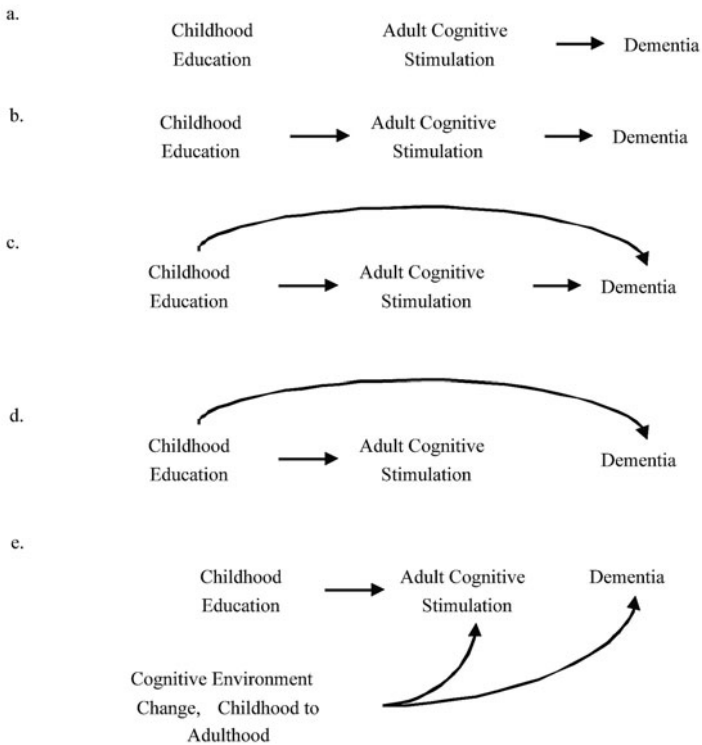 a.
Childhood Adult Cognitive
Education Stimulation Dementia
b.
Childhood Adult Cognitive
Education Stimulation Dementia
c.
Childhood Adult Cognitive
Education Stimulation Dementia
d.
Childhood Adult Cognitive
Education Stimulation Dementia
e.
Childhood Adult Cognitive Dementia
Education Stimulation
Cognitive Environment
Change, Childhood to
Adulthood